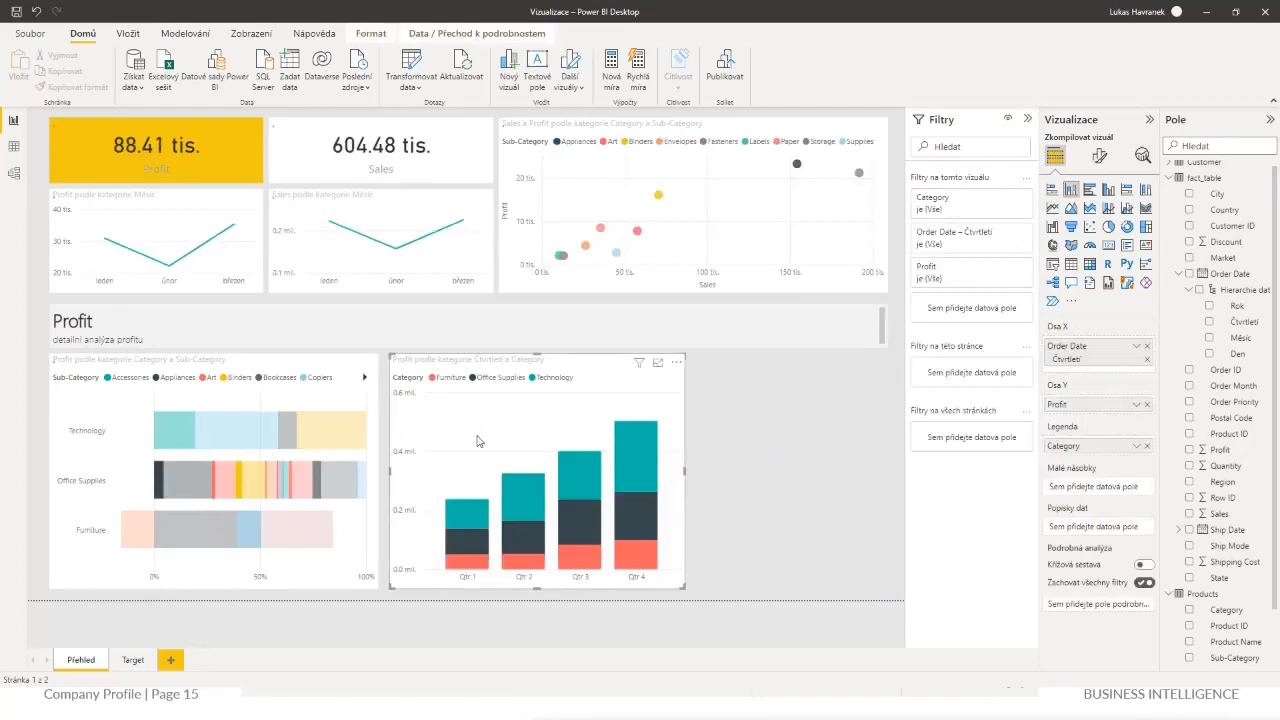 Vizualizace – Power BI Desktop
Lukas Havranek
Soubor Domů Vložit Modelování Zobrazení Nápověda Format Data / Přechod k podrobnostem
Vložit
Vyjmout
Kopírovat
Kopírovat formát
Schránka
Získat data
Excelový sešit
Datové sady Power BI
SQL Server
Zadat data
Dataverse
Poslední zdroje
Data
Transformovat data
Aktualizovat
Dotazy
Nový vizuál
Textové pole
Další vizuály
Vložit
Nová míra
Rychlá míra
Výpočty
Citlivost
Citlivost
Publikovat
Sdílet
88.41 tis.
Profit
604.48 tis.
Sales
Profit podle kategorie Měsíc
40 tis.
30 tis.
20 tis.
leden únor březen
Sales podle kategorie Měsíc
0.2 mil.
0.1 mil.
leden únor březen
Sales a Profit podle kategorie Category a Sub-Category
Sub-Category Appliances Art Binders Envelopes Fasteners Labels Paper Storage Supplies
Profit
20 tis.
10 tis.
0 tis.
0 tis. 50 tis. 100 tis. 150 tis. 200 tis.
Sales
Profit
detailní analýza profitu
Profit podle kategorie Category a Sub-Category
Sub-Category Accessories Appliances Art Binders Bookcases Copiers
Technology
Office Supplies
Furniture
0% 50% 100%
Profit podle kategorie Čtvrtletí a Category
Category Furniture Office Supplies Technology
0.6 mil.
0.4 mil.
0.2 mil.
0.0 mil.
Qtr 1 Qtr 2 Qtr 3 Qtr 4
Filtry
Hledat
Filtry na tomto vizuálu
Category
je (Vše)
Order Date – Čtvrtletí
je (Vše)
Profit
je (Vše)
Sem přidejte datová pole
Filtry na této stránce
Sem přidejte datová pole
Filtry na všech stránkách
Sem přidejte datová pole
Vizualizace
Zkompilovat vizuál
R Py
Osa X
Order Date
Čtvrtletí
Osa Y
Profit
Legenda
Category
Malé násobky
Sem přidejte datová pole
Popisky dat
Sem přidejte datová pole
Podrobná analýza
Křížová sestava
Zachovat všechny filtry
Sem přidejte pole podrobn...
Pole
Hledat
Customer
fact_table
City
Country
Customer ID
Discount
Market
Order Date
Hierarchie dat
Rok
Čtvrtletí
Měsíc
Den
Order ID
Order Month
Order Priority
Postal Code
Product ID
Profit
Quantity
Region
Row ID
Sales
Ship Date
Ship Mode
Shipping Cost
State
Products
Category
Product ID
Product Name
Sub-Category
Přehled Target
Stránka 1 z 2
Company Profile | Page 15
BUSINESS INTELLIGENCE